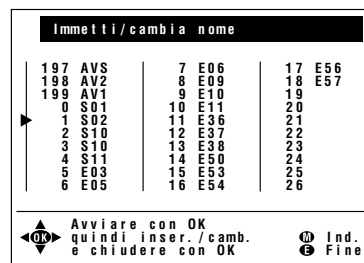 Immetti/cambia nome
197 AVS 7 E06 17 E56
198 AV2 8 E09 18 E57
199 AV1 9 E10 19
0 S01 10 E11 20
1 S02 11 E36 21
2 S10 12 E37 22
3 S10 13 E38 23
4 S11 14 E50 24
5 E03 15 E53 25
6 E05 16 E54 26
Avviare con OK
OK quindi inser./camb. M Ind.
e chiudere con OK E Fine